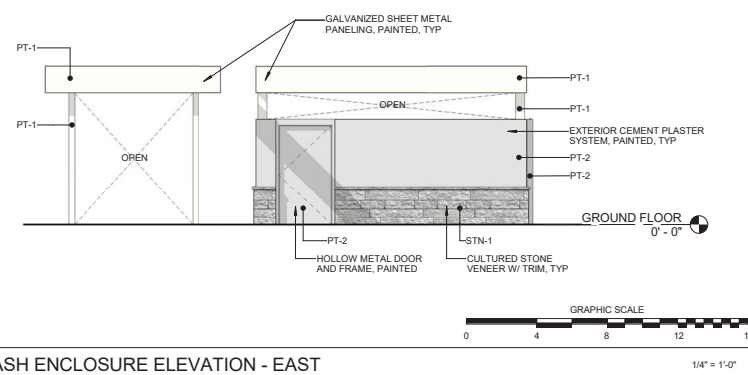 GALVANIZED SHEET METAL
PANELING, PAINTED, TYP
PT-1
PT-1
OPEN
OPEN
PT-1
PT-1
EXTERIOR CEMENT PLASTER
SYSTEM, PAINTED, TYP
PT-2
PT-2
GROUND FLOOR
0' - 0"
PT-2
HOLLOW METAL DOOR
AND FRAME, PAINTED
STN-1
CULTURED STONE
VENEER W/ TRIM, TYP
GRAPHIC SCALE
0 4 8 12
ASH ENCLOSURE ELEVATION - EAST
1/4" = 1'-0"